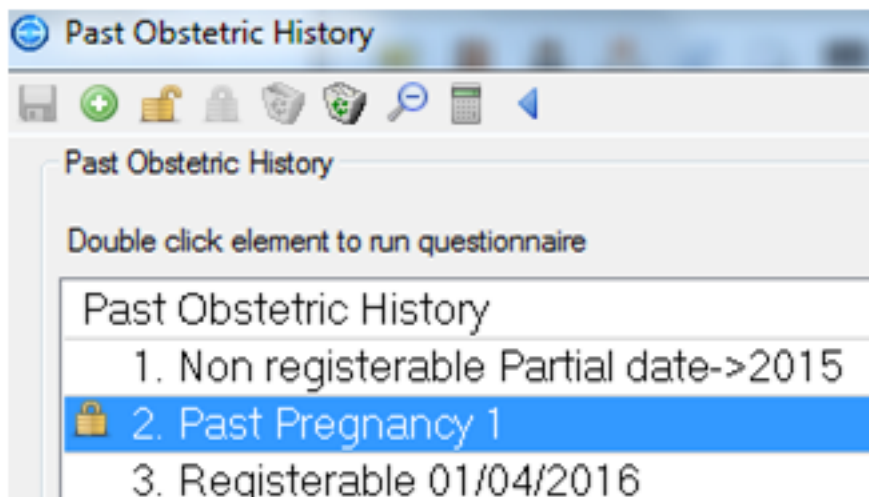 Past Obstetric History
Past Obstetric History
Double click element to run questionnaire
Past Obstetric History
1. Non registerable Partial date->2015
2. Past Pregnancy 1
3. Registerable 01/04/2016